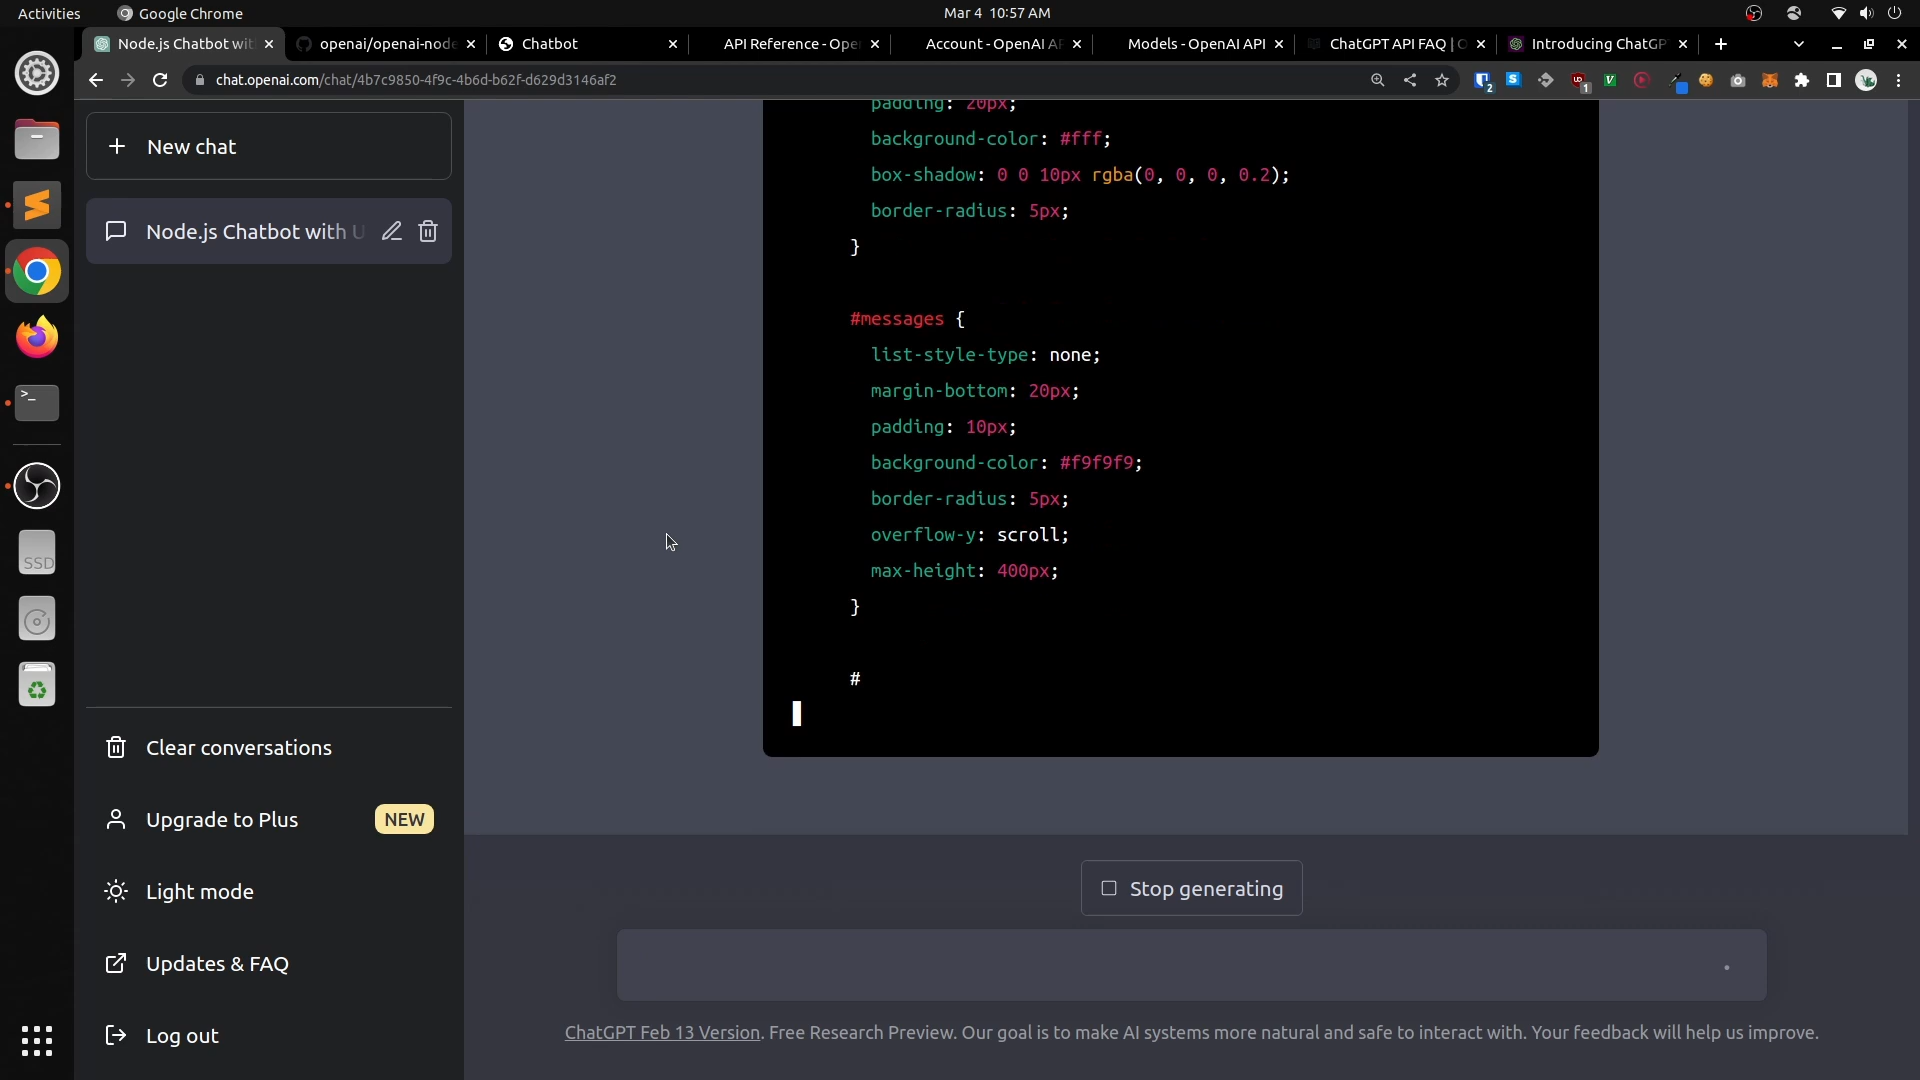 Activities
Google Chrome
Mar 4 10:57 AM
Node.js Chatbot wit
openai/openai-node
Chatbot
API Reference - Ope
Account - OpenAI AP
Models - OpenAI API
ChatGPT API FAQ | O
Introducing ChatGP
chat.openai.com/chat/4b7c9850-4f9c-4b6d-b62f-d629d3146af2
2
1
New chat
Node.js Chatbot with U
SSD
padding: 20px;
background-color: #fff;
box-shadow: 0 0 10px rgba(0, 0, 0, 0.2);
border-radius: 5px;
}
#messages {
list-style-type: none;
margin-bottom: 20px;
padding: 10px;
background-color: #f9f9f9;
border-radius: 5px;
overflow-y: scroll;
max-height: 400px;
}
#
Clear conversations
Upgrade to Plus
NEW
Light mode
Updates & FAQ
Log out
Stop generating
ChatGPT Feb 13 Version. Free Research Preview. Our goal is to make AI systems more natural and safe to interact with. Your feedback will help us improve.